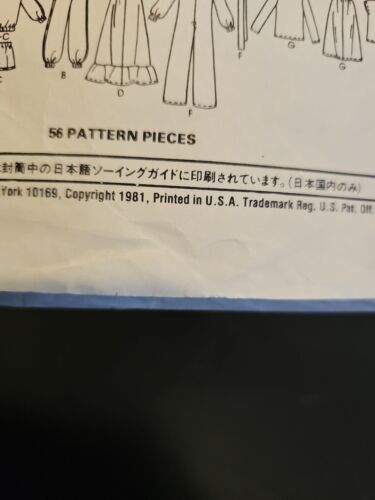 C
C
B
D
F
F
G
G
56 PATTERN PIECES
封筒中の日本語ソーイングガイドに印刷されています。(日本国内のみ)
York 10169, Copyright 1981, Printed in U.S.A. Trademark Reg. U.S. Pat. Off.